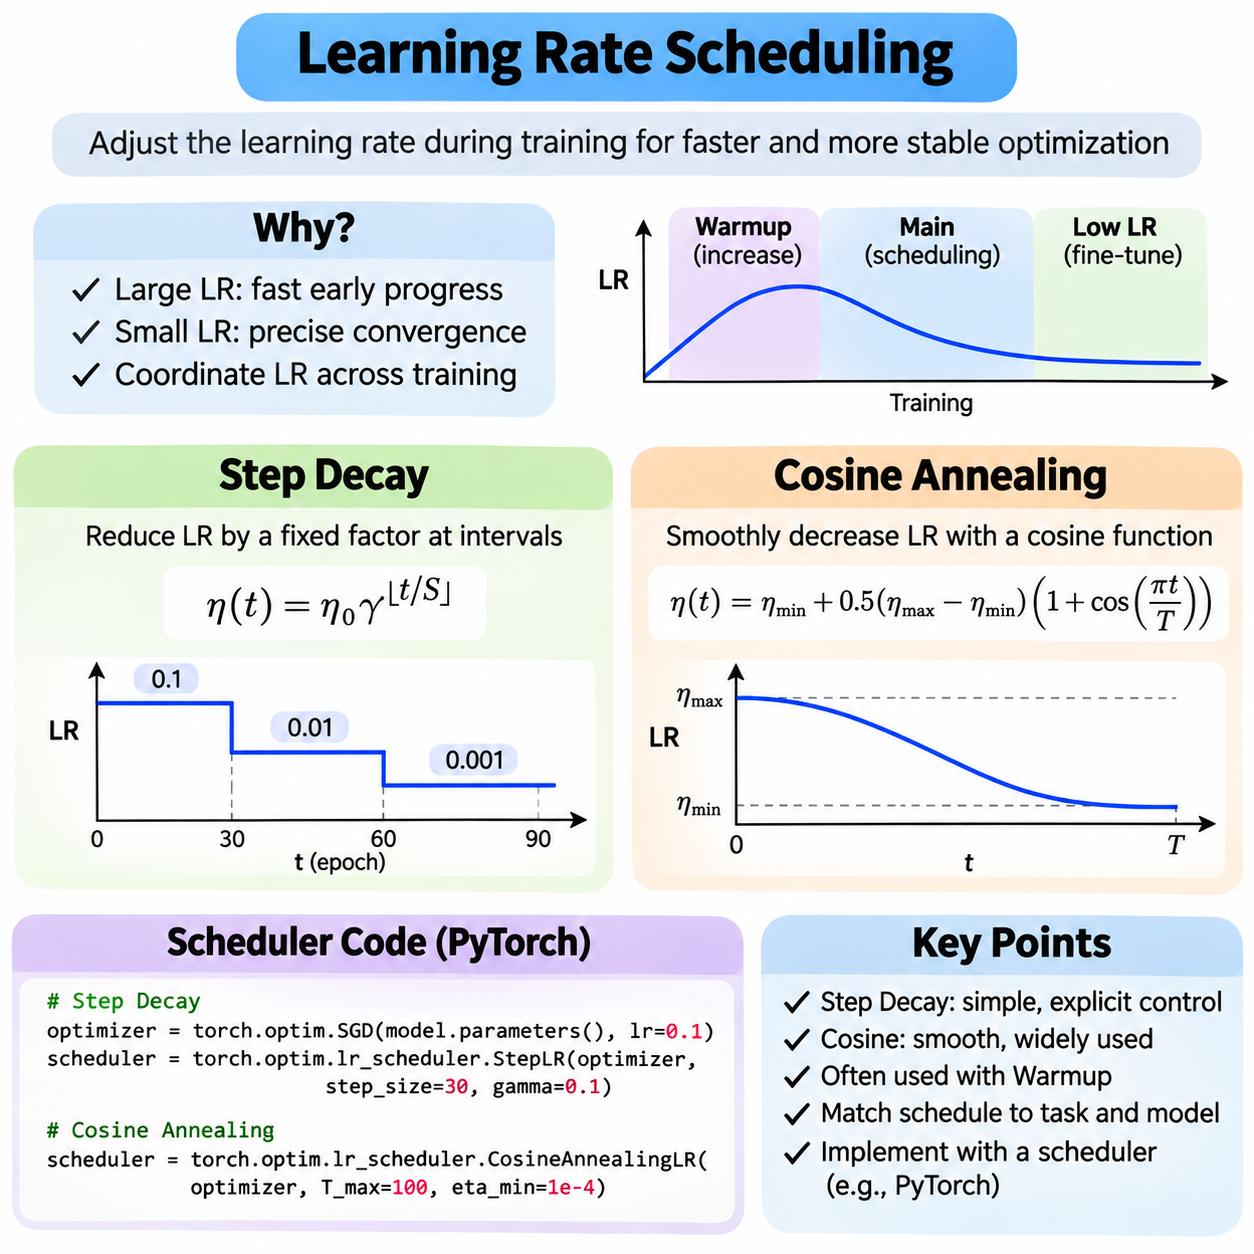 Learning Rate Scheduling
Adjust the learning rate during training for faster and more stable optimization
Why?
✓ Large LR: fast early progress
✓ Small LR: precise convergence
✓ Coordinate LR across training
Warmup
(increase)
Main
(scheduling)
Low LR
(fine-tune)
LR
Training
Step Decay
Reduce LR by a fixed factor at intervals
η(t) = η₀γ^⌊t/S⌋
0.1
0.01
0.001
LR
0 30 60 90
t (epoch)
Cosine Annealing
Smoothly decrease LR with a cosine function
η(t) = η_min + 0.5(η_max − η_min)(1 + cos(πt/T))
η_max
LR
η_min
0 T
t
Scheduler Code (PyTorch)
# Step Decay
optimizer = torch.optim.SGD(model.parameters(), lr=0.1)
scheduler = torch.optim.lr_scheduler.StepLR(optimizer,
step_size=30, gamma=0.1)
# Cosine Annealing
scheduler = torch.optim.lr_scheduler.CosineAnnealingLR(
optimizer, T_max=100, eta_min=1e-4)
Key Points
✓ Step Decay: simple, explicit control
✓ Cosine: smooth, widely used
✓ Often used with Warmup
✓ Match schedule to task and model
✓ Implement with a scheduler
(e.g., PyTorch)